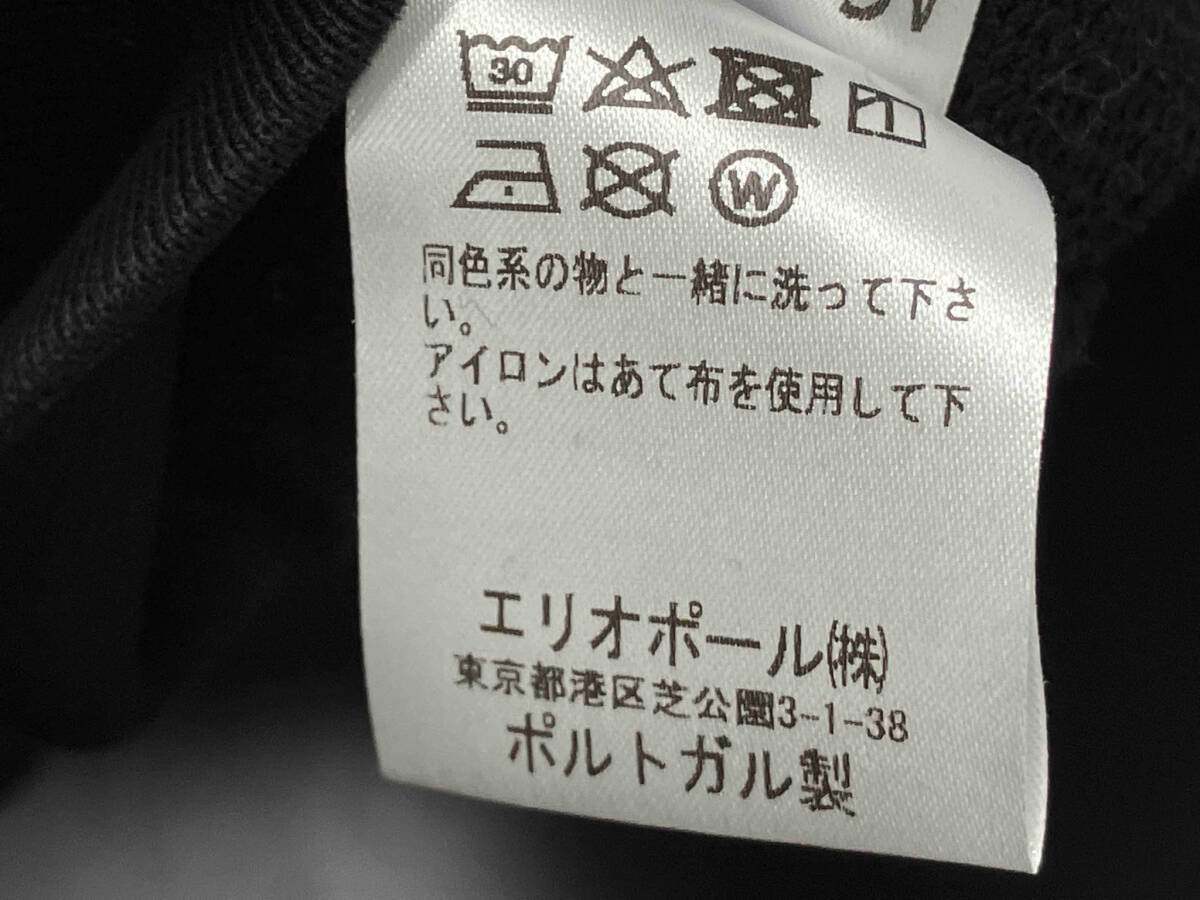 30
W
同色系の物と一緒に洗って下さ
い。
アイロンはあて布を使用して下
さい。
エリオポール㈱
東京都港区芝公園3-1-38
ポルトガル製